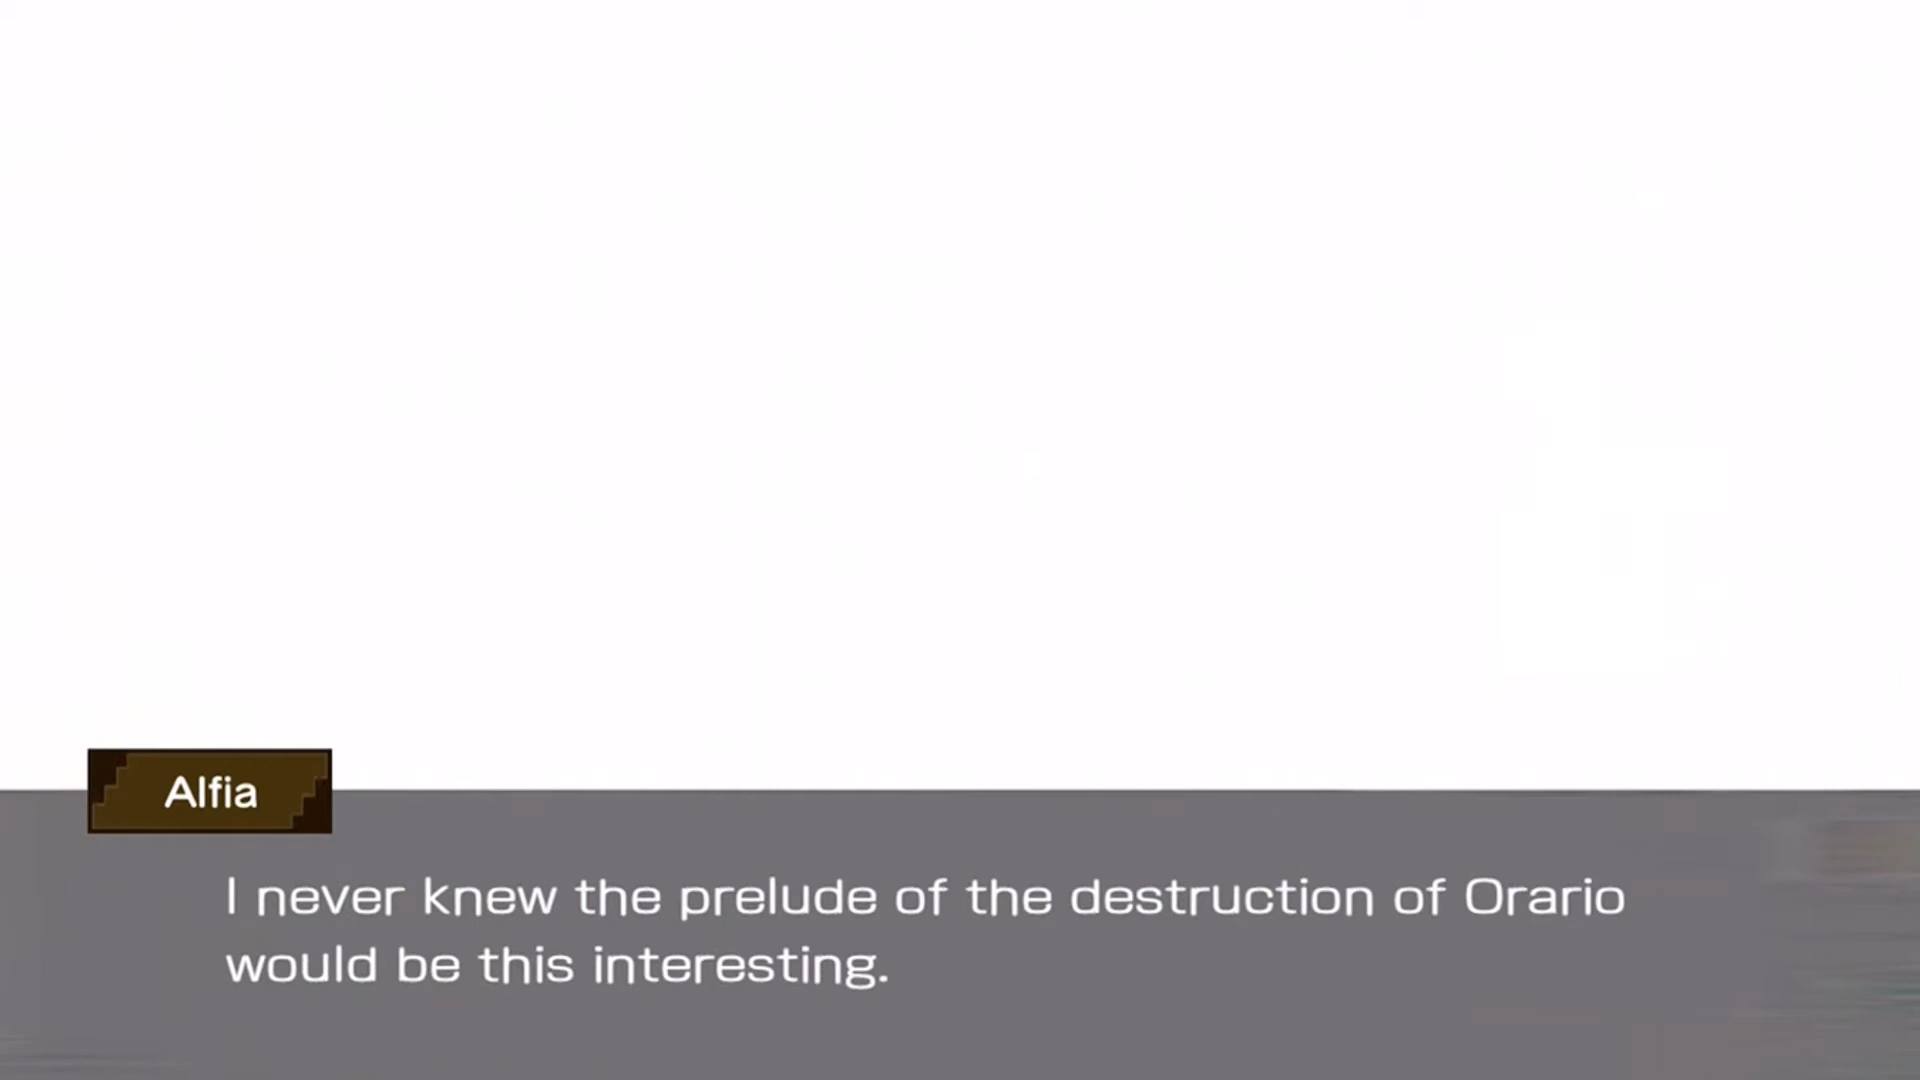 Alfia
I never knew the prelude of the destruction of Orario
would be this interesting.